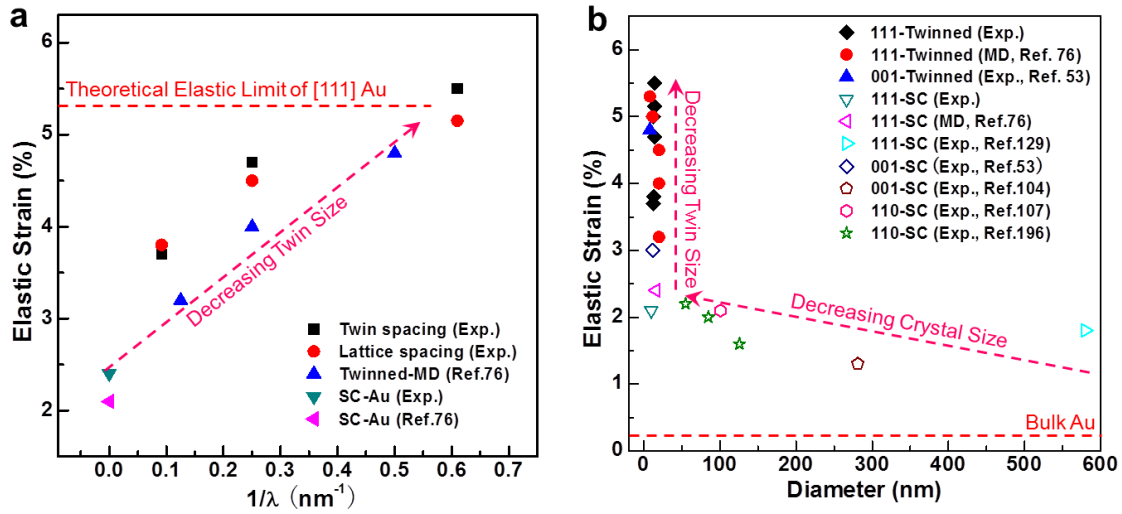 a
Theoretical Elastic Limit of [111] Au
Decreasing Twin Size
Twin spacing (Exp.)
Lattice spacing (Exp.)
Twinned-MD (Ref.76)
SC-Au (Exp.)
SC-Au (Ref.76)
6
5
4
3
2
Elastic Strain (%)
0.0 0.1 0.2 0.3 0.4 0.5 0.6 0.7
1/λ (nm-1)
b
111-Twinned (Exp.)
111-Twinned (MD, Ref. 76)
001-Twinned (Exp., Ref. 53)
111-SC (Exp.)
111-SC (MD, Ref.76)
111-SC (Exp., Ref.129)
001-SC (Exp., Ref.53)
001-SC (Exp., Ref.104)
110-SC (Exp., Ref.107)
110-SC (Exp., Ref.196)
Decreasing Twin Size
Decreasing Crystal Size
Bulk Au
6
5
4
3
2
1
0
Elastic Strain (%)
0 100 200 300 400 500 600
Diameter (nm)